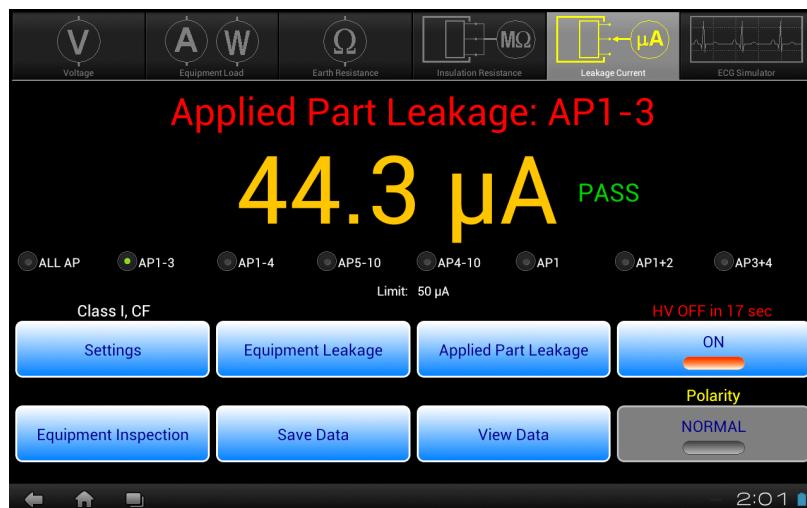 V A W Ω MΩ µA
Voltage Equipment Load Earth Resistance Insulation Resistance Leakage Current ECG Simulator
Applied Part Leakage: AP1-3
44.3 µA PASS
ALL AP AP1-3 AP1-4 AP5-10 AP4-10 AP1 AP1+2 AP3+4
Limit: 50 µA
Class I, CF HV OFF in 17 sec
Settings Equipment Leakage Applied Part Leakage ON
Polarity
Equipment Inspection Save Data View Data NORMAL
2:01